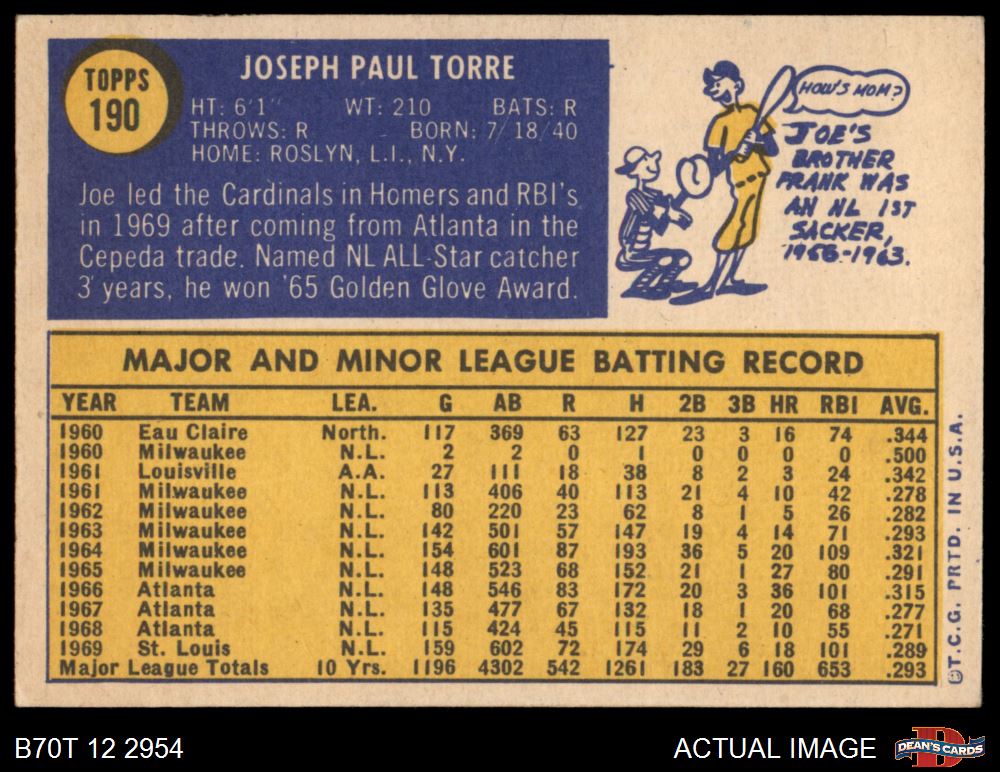 TOPPS
190
JOSEPH PAUL TORRE
HT: 6'1" WT: 210 BATS: R
THROWS: R BORN: 7/18/40
HOME: ROSLYN, L.I., N.Y.
Joe led the Cardinals in Homers and RBI's
in 1969 after coming from Atlanta in the
Cepeda trade. Named NL ALL-Star catcher
3 years, he won '65 Golden Glove Award.
HOW'S MOM?
JOE'S
BROTHER
FRANK WAS
AN NL 1ST
SACKER,
1956-1963.
MAJOR AND MINOR LEAGUE BATTING RECORD
YEAR TEAM LEA. G AB R H 2B 3B HR RBI AVG.
1960 Eau Claire North. 117 369 63 127 23 3 16 74 .344
1960 Milwaukee N.L. 2 2 0 1 0 0 0 0 .500
1961 Louisville A.A. 27 111 18 38 8 2 3 24 .342
1961 Milwaukee N.L. 113 406 40 113 21 4 10 42 .278
1962 Milwaukee N.L. 80 220 23 62 8 1 5 26 .282
1963 Milwaukee N.L. 142 501 57 147 19 4 14 71 .293
1964 Milwaukee N.L. 154 601 87 193 36 5 20 109 .321
1965 Milwaukee N.L. 148 523 68 152 21 1 27 80 .291
1966 Atlanta N.L. 148 546 83 172 20 3 36 101 .315
1967 Atlanta N.L. 135 477 67 132 18 1 20 68 .277
1968 Atlanta N.L. 115 424 45 115 11 2 10 55 .271
1969 St. Louis N.L. 159 602 72 174 29 6 18 101 .289
Major League Totals 10 Yrs. 1196 4302 542 1261 183 27 160 653 .293
©T.C.G. PRTD. IN U.S.A.
B70T 12 2954
ACTUAL IMAGE
D
DEAN'S CARDS